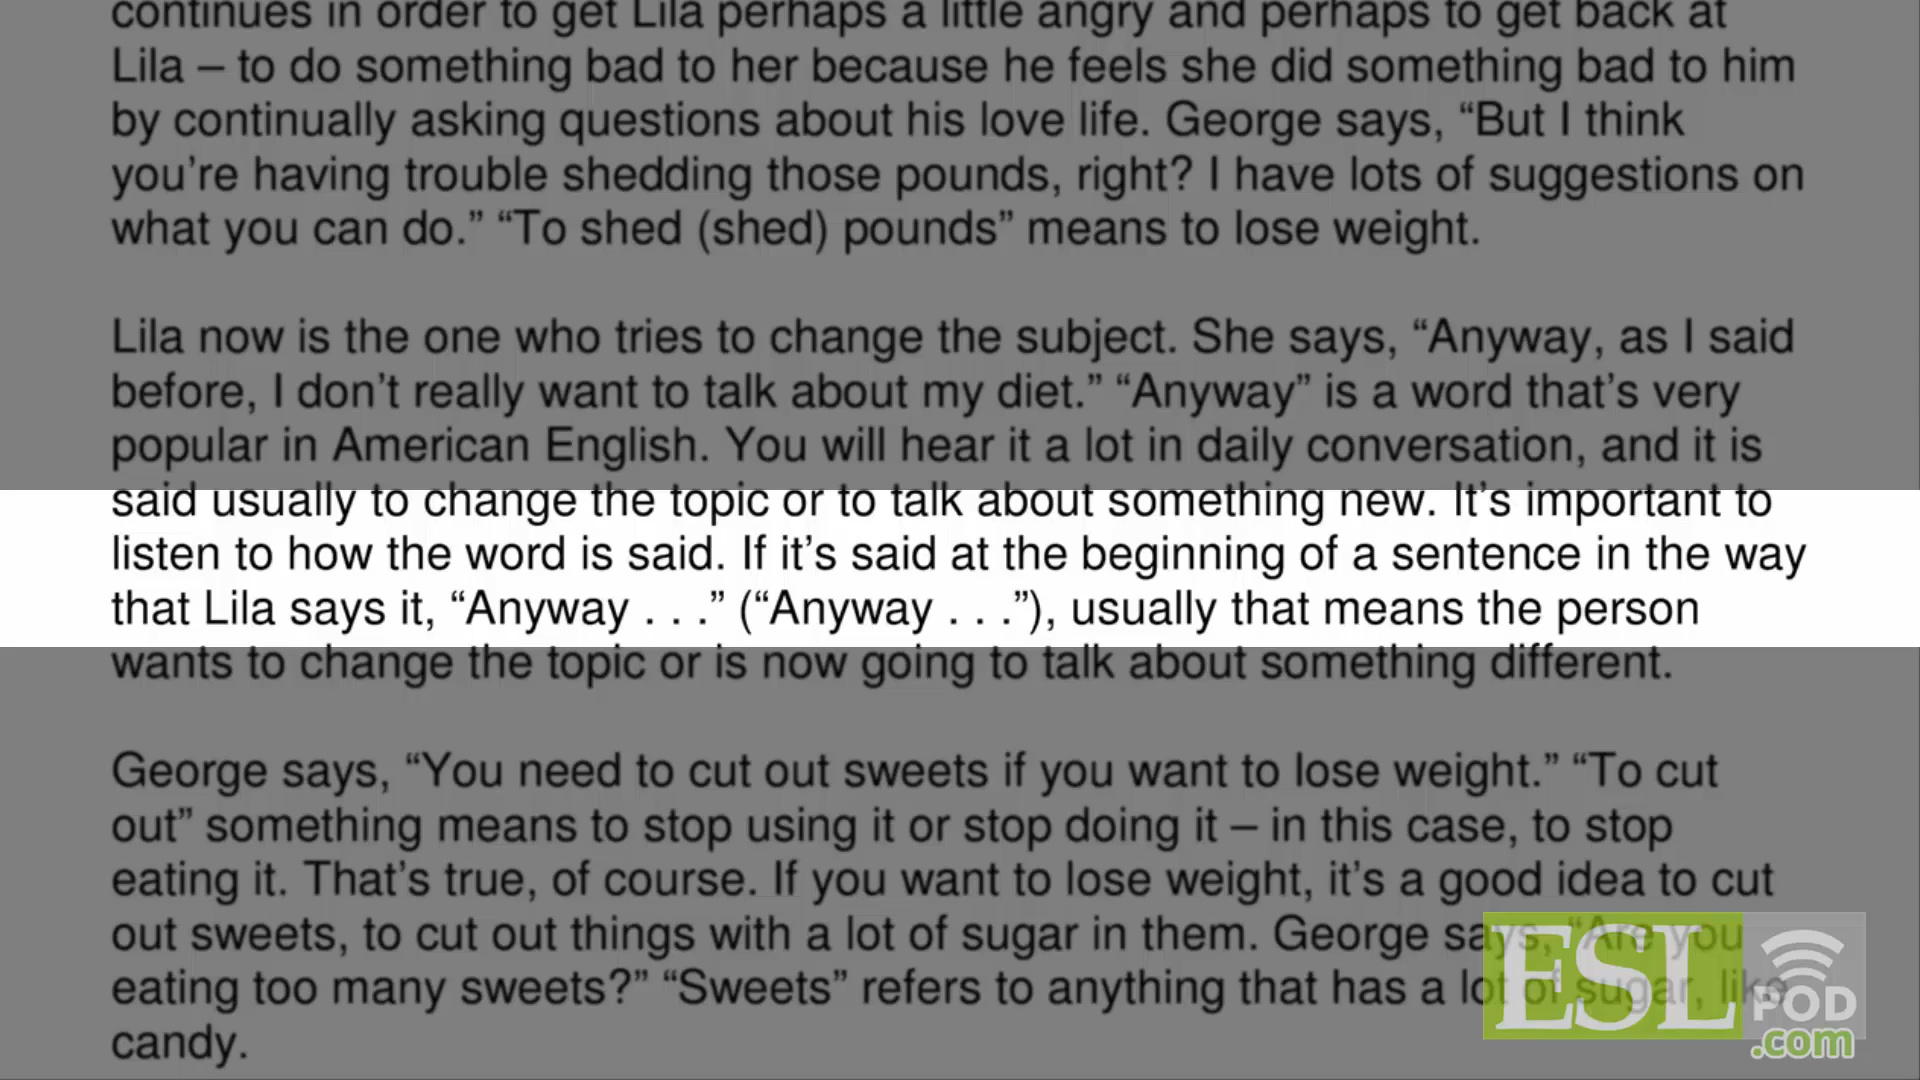 continues in order to get Lila perhaps a little angry and perhaps to get back at
Lila – to do something bad to her because he feels she did something bad to him
by continually asking questions about his love life. George says, “But I think
you’re having trouble shedding those pounds, right? I have lots of suggestions on
what you can do.” “To shed (shed) pounds” means to lose weight.
Lila now is the one who tries to change the subject. She says, “Anyway, as I said
before, I don’t really want to talk about my diet.” “Anyway” is a word that’s very
popular in American English. You will hear it a lot in daily conversation, and it is
said usually to change the topic or to talk about something new. It’s important to
listen to how the word is said. If it’s said at the beginning of a sentence in the way
that Lila says it, “Anyway . . .” (“Anyway . . .”), usually that means the person
wants to change the topic or is now going to talk about something different.
George says, “You need to cut out sweets if you want to lose weight.” “To cut
out” something means to stop using it or stop doing it – in this case, to stop
eating it. That’s true, of course. If you want to lose weight, it’s a good idea to cut
out sweets, to cut out things with a lot of sugar in them. George says, “Are you
eating too many sweets?” “Sweets” refers to anything that has a lot of sugar, like
candy.
ESL POD
.com